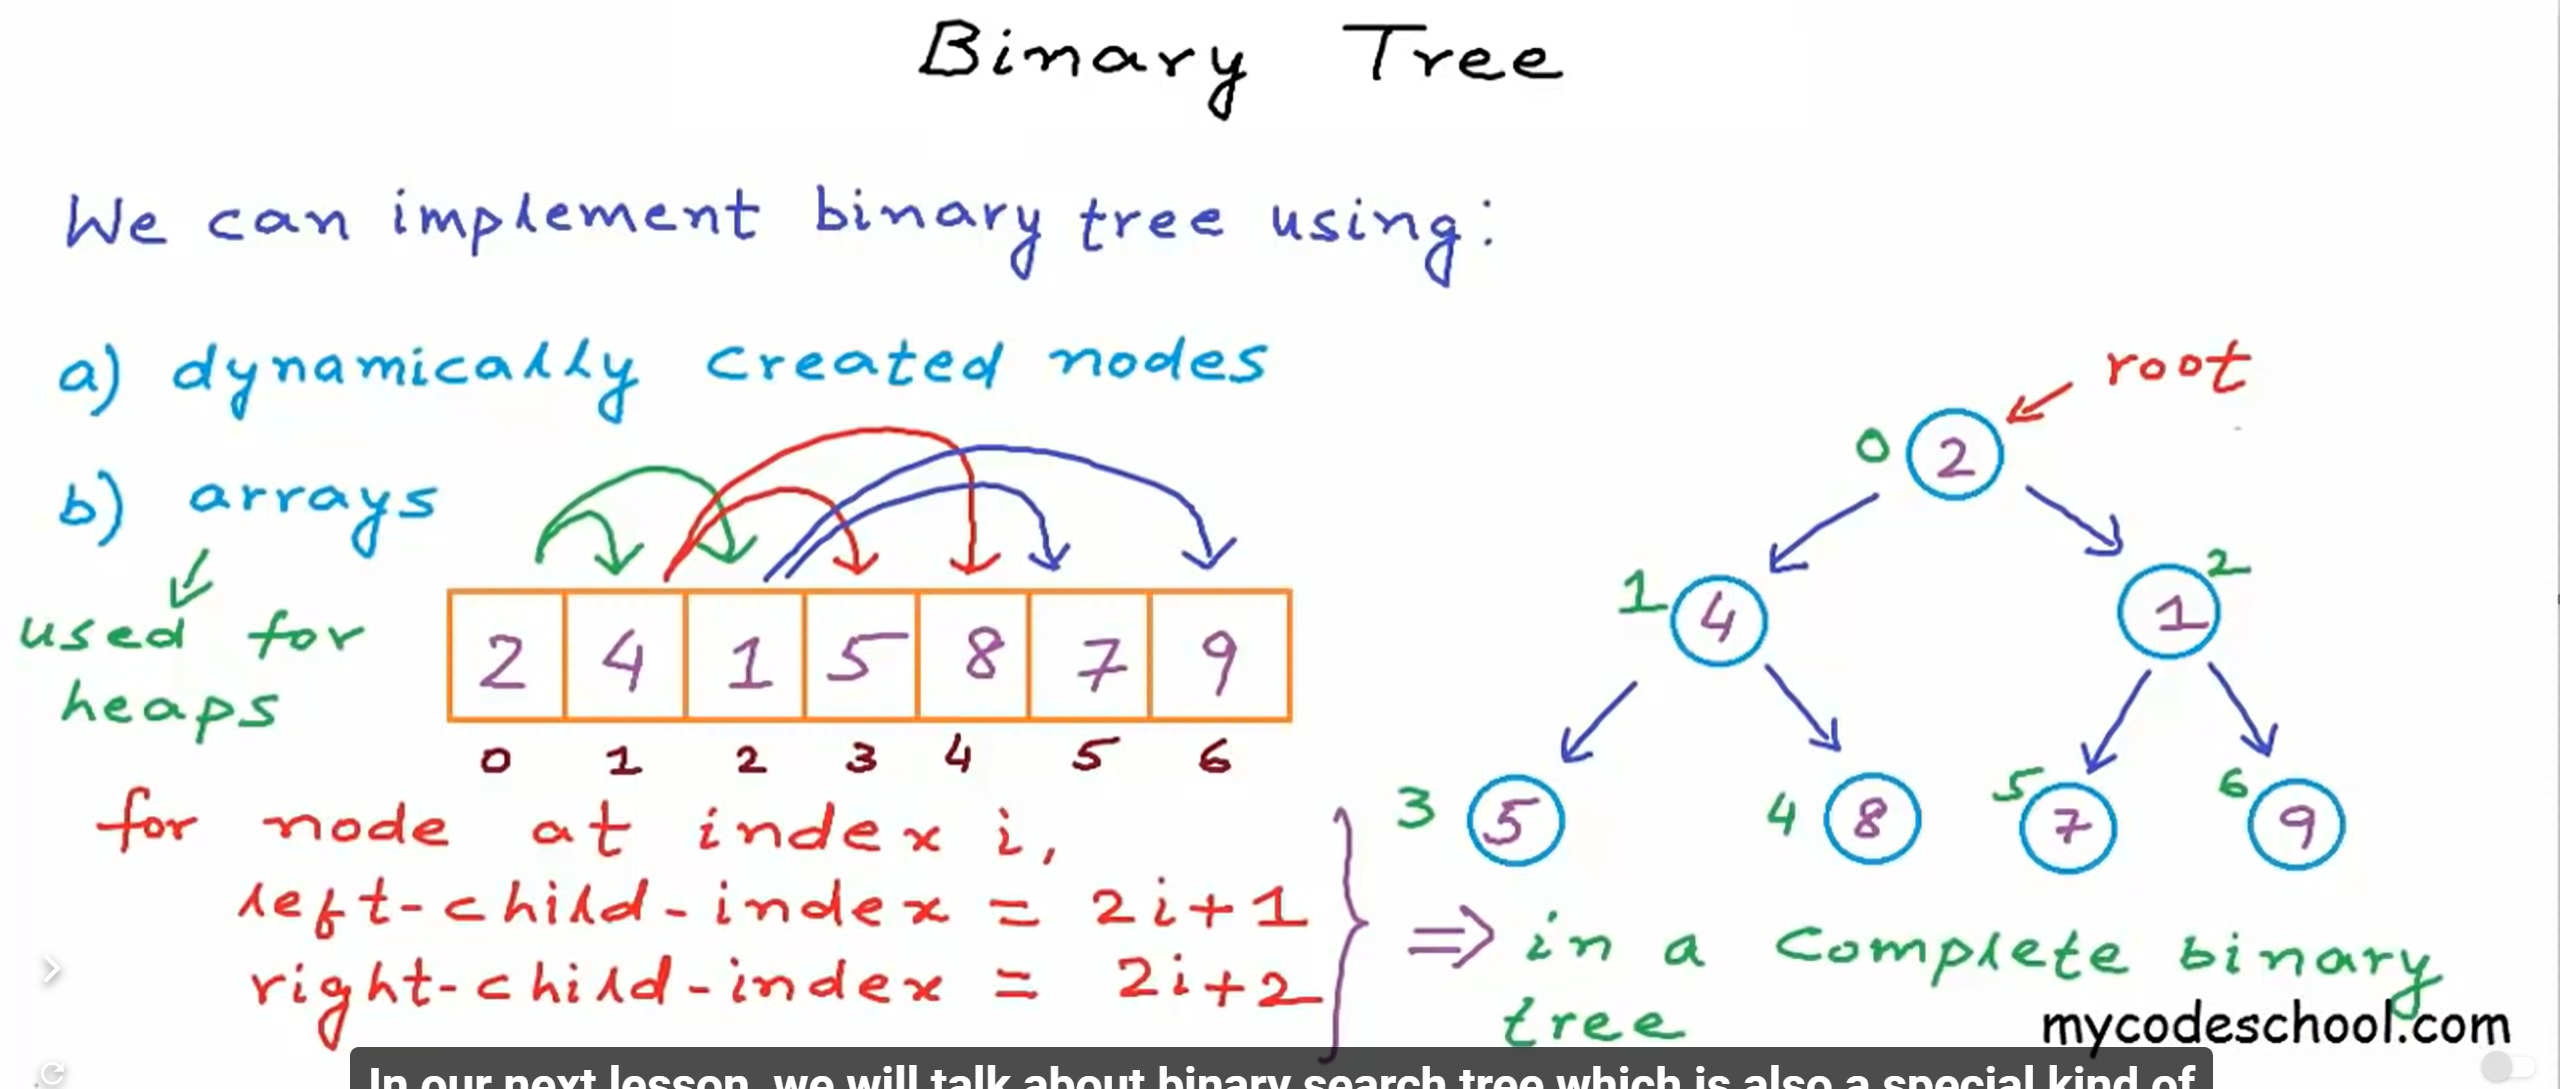 Binary Tree
We can implement binary tree using:
a) dynamically created nodes
b) arrays
used for
heaps
2 4 1 5 8 7 9
0 1 2 3 4 5 6
for node at index i,
left-child-index = 2i+1
right-child-index = 2i+2
root
0 2
1 4 1 2
3 5 4 8 5 7 6 9
⇒ in a complete binary
tree
mycodeschool.com
In our next lesson, we will talk about binary search tree which is also a special kind of